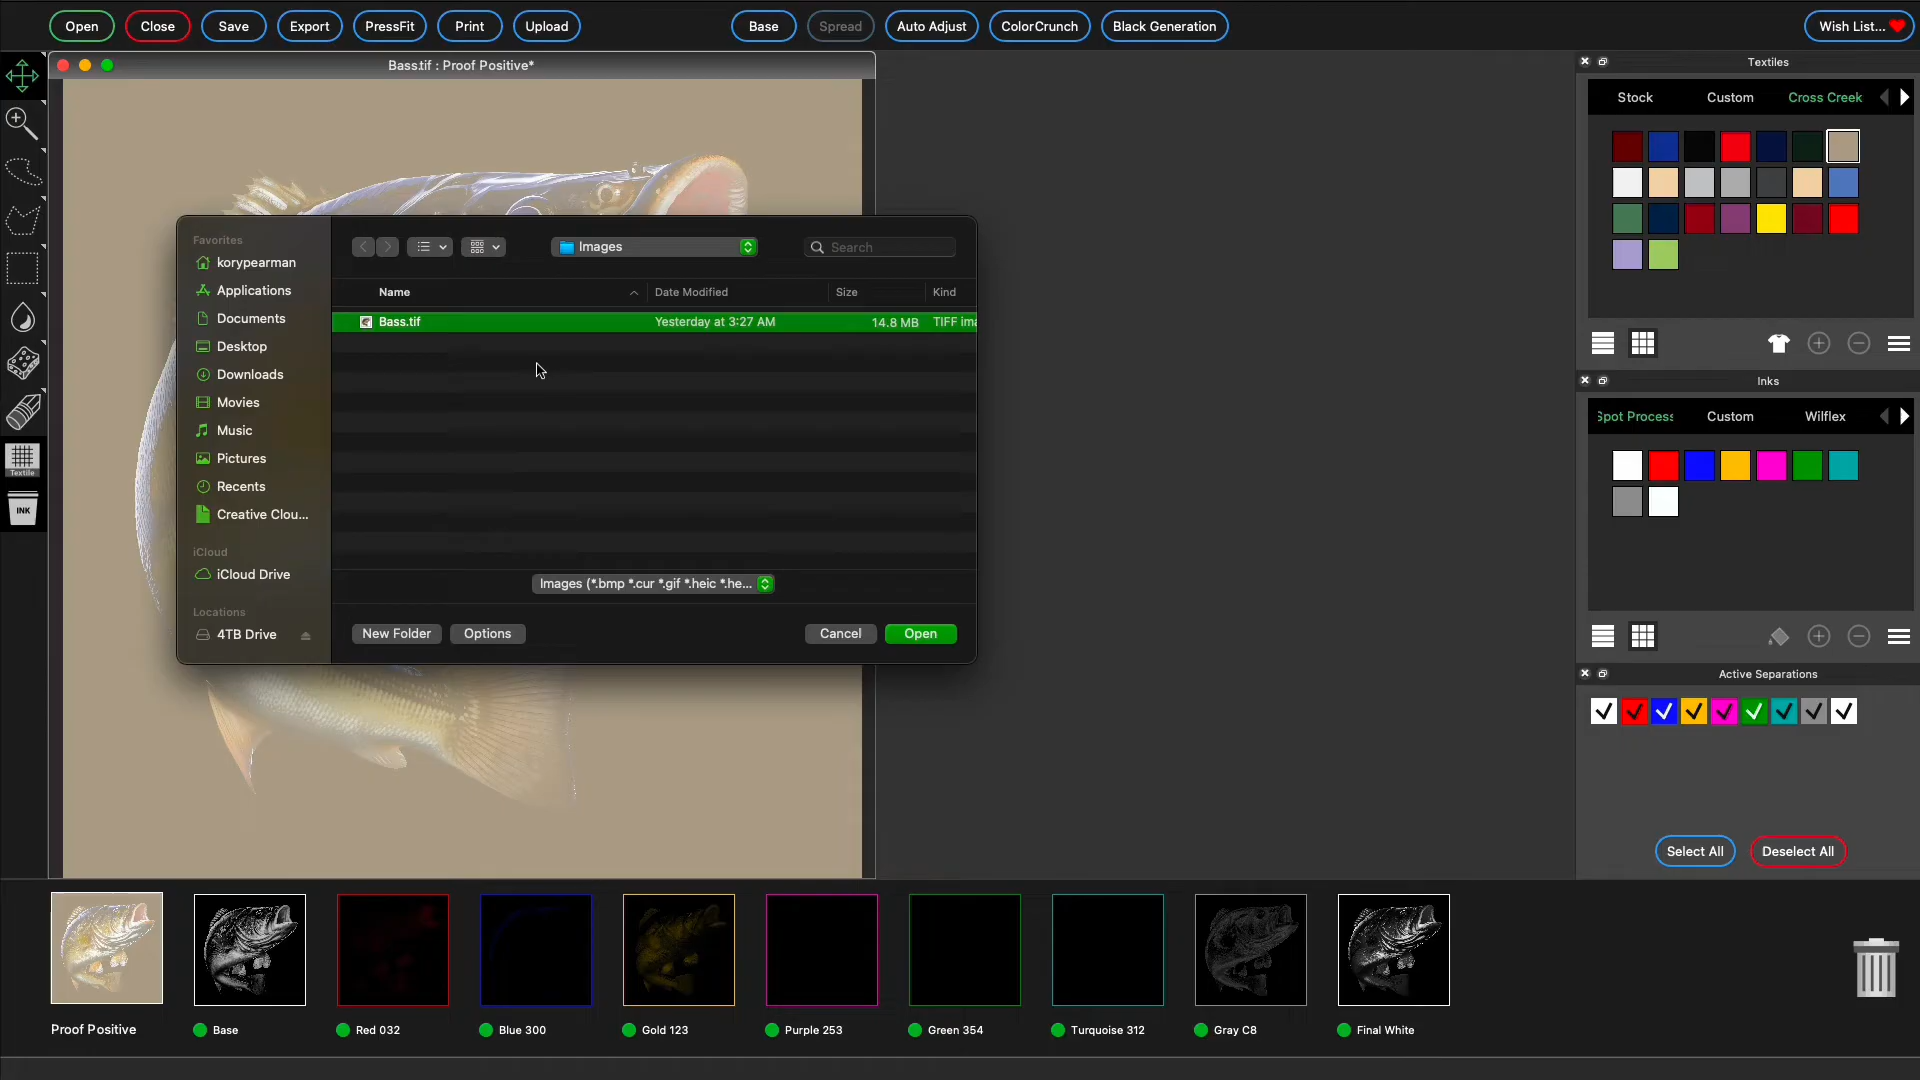 Open Close Save Export PressFit Print Upload Base Spread Auto Adjust ColorCrunch Black Generation Wish List...
Bass.tif : Proof Positive*
Textiles
Stock Custom Cross Creek
Favorites
korypearman
Applications
Documents
Desktop
Downloads
Movies
Music
Pictures
Recents
Creative Clou...
iCloud
iCloud Drive
Locations
4TB Drive
Images
Search
Name Date Modified Size Kind
Bass.tif Yesterday at 3:27 AM 14.8 MB TIFF ima
Images (*.bmp *.cur *.gif *.heic *.he...
New Folder Options Cancel Open
Textile
INK
Inks
Spot Process Custom Wilflex
Active Separations
Select All Deselect All
Proof Positive Base Red 032 Blue 300 Gold 123 Purple 253 Green 354 Turquoise 312 Gray C8 Final White